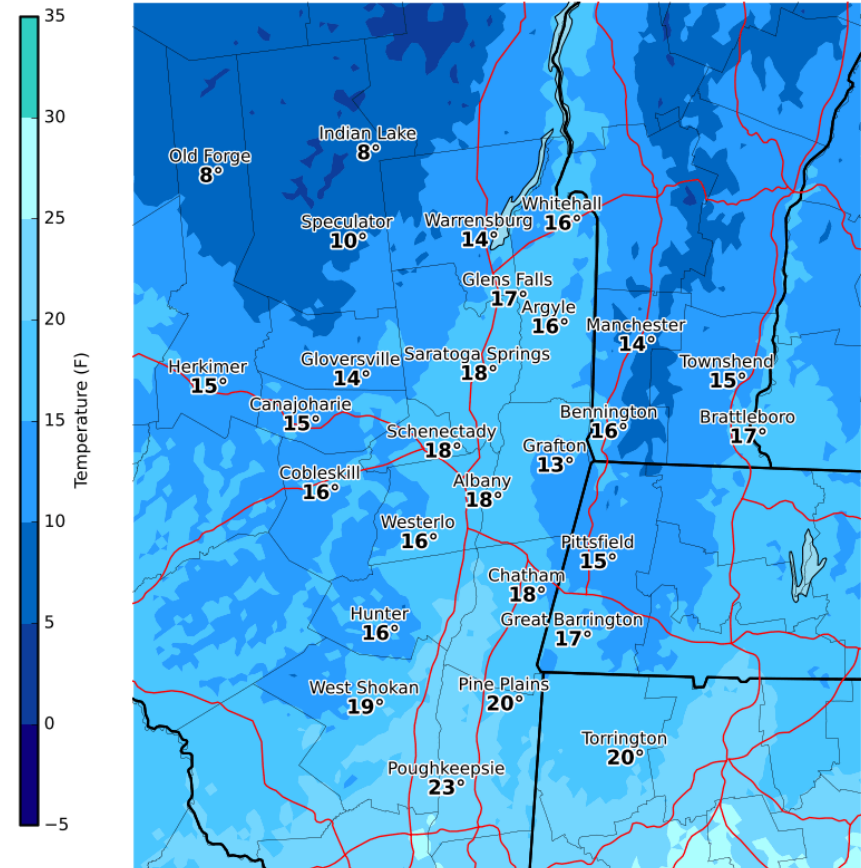 35
30
25
20
15
10
5
0
−5
Temperature (F)
Indian Lake
8°
Old Forge
8°
Whitehall
16°
Speculator
10°
Warrensburg
14°
Glens Falls
17°
Argyle
16°
Manchester
14°
Saratoga Springs
18°
Gloversville
14°
Herkimer
15°
Townshend
15°
Canajoharie
15°
Bennington
16°
Brattleboro
17°
Schenectady
18°
Grafton
13°
Cobleskill
16°
Albany
18°
Westerlo
16°
Pittsfield
15°
Chatham
18°
Hunter
16°
Great Barrington
17°
West Shokan
19°
Pine Plains
20°
Torrington
20°
Poughkeepsie
23°